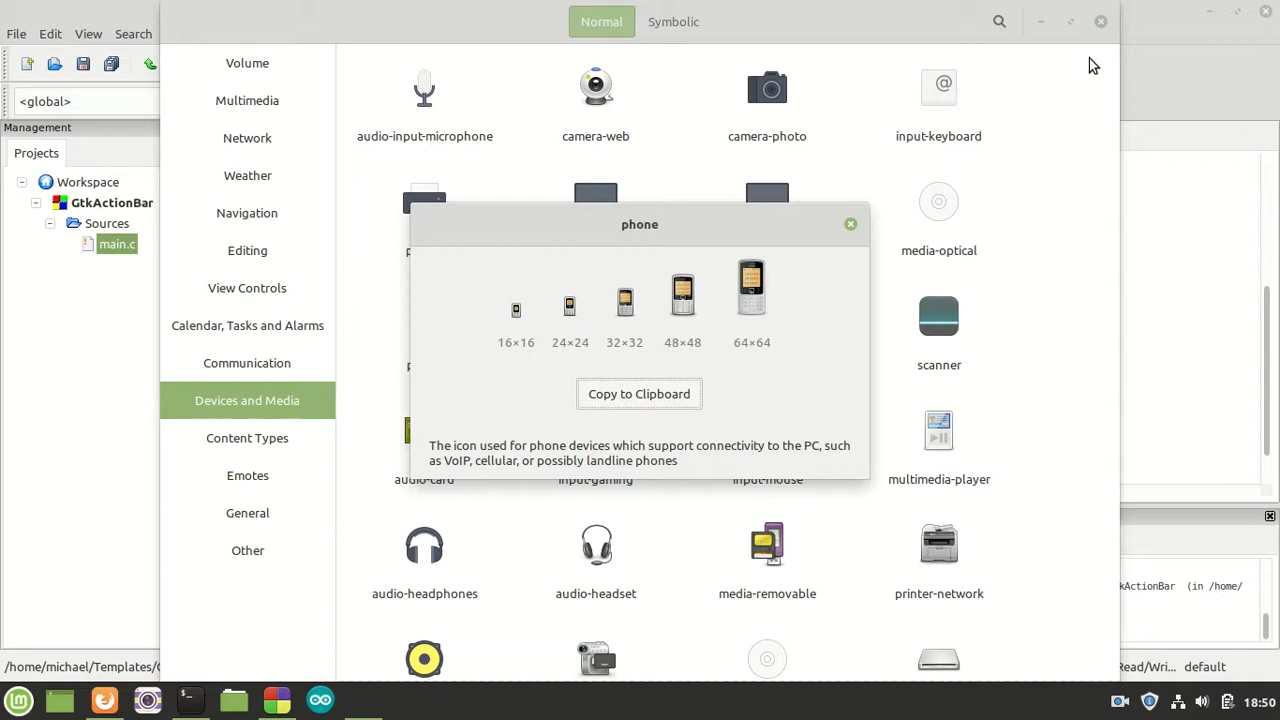 Normal
Symbolic
File Edit View Search
<global>
Management
Projects
Workspace
GtkActionBar
Sources
main.c
Volume
Multimedia
Network
Weather
Navigation
Editing
View Controls
Calendar, Tasks and Alarms
Communication
Devices and Media
Content Types
Emotes
General
Other
audio-input-microphone
camera-web
camera-photo
input-keyboard
media-optical
scanner
phone
16×16 24×24 32×32 48×48 64×64
Copy to Clipboard
The icon used for phone devices which support connectivity to the PC, such
as VoIP, cellular, or possibly landline phones
audio-card
input-gaming
input-mouse
multimedia-player
audio-headphones
audio-headset
media-removable
printer-network
(in /home/
/home/michael/Templates/
Read/Wri... default
18:50